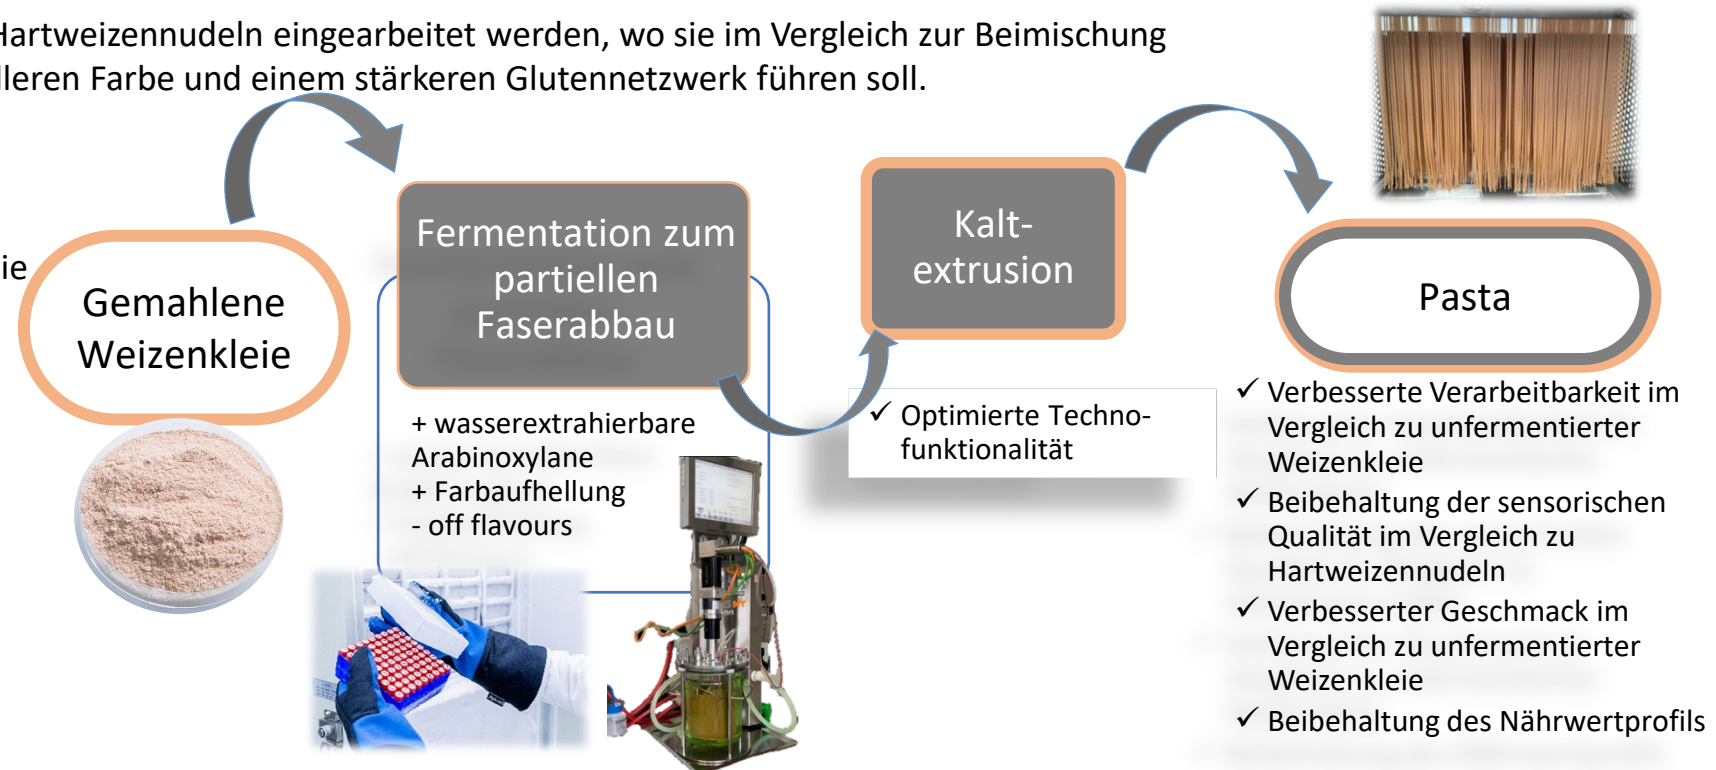 Hartweizennudeln eingearbeitet werden, wo sie im Vergleich zur Beimischung
lleren Farbe und einem stärkeren Glutennetzwerk führen soll.
ie
Gemahlene
Weizenkleie
Fermentation zum
partiellen
Faserabbau
+ wasserextrahierbare
Arabinoxylane
+ Farbaufhellung
- off flavours
Kalt-
extrusion
✓ Optimierte Techno-
funktionalität
Pasta
✓ Verbesserte Verarbeitbarkeit im
Vergleich zu unfermentierter
Weizenkleie
✓ Beibehaltung der sensorischen
Qualität im Vergleich zu
Hartweizennudeln
✓ Verbesserter Geschmack im
Vergleich zu unfermentierter
Weizenkleie
✓ Beibehaltung des Nährwertprofils